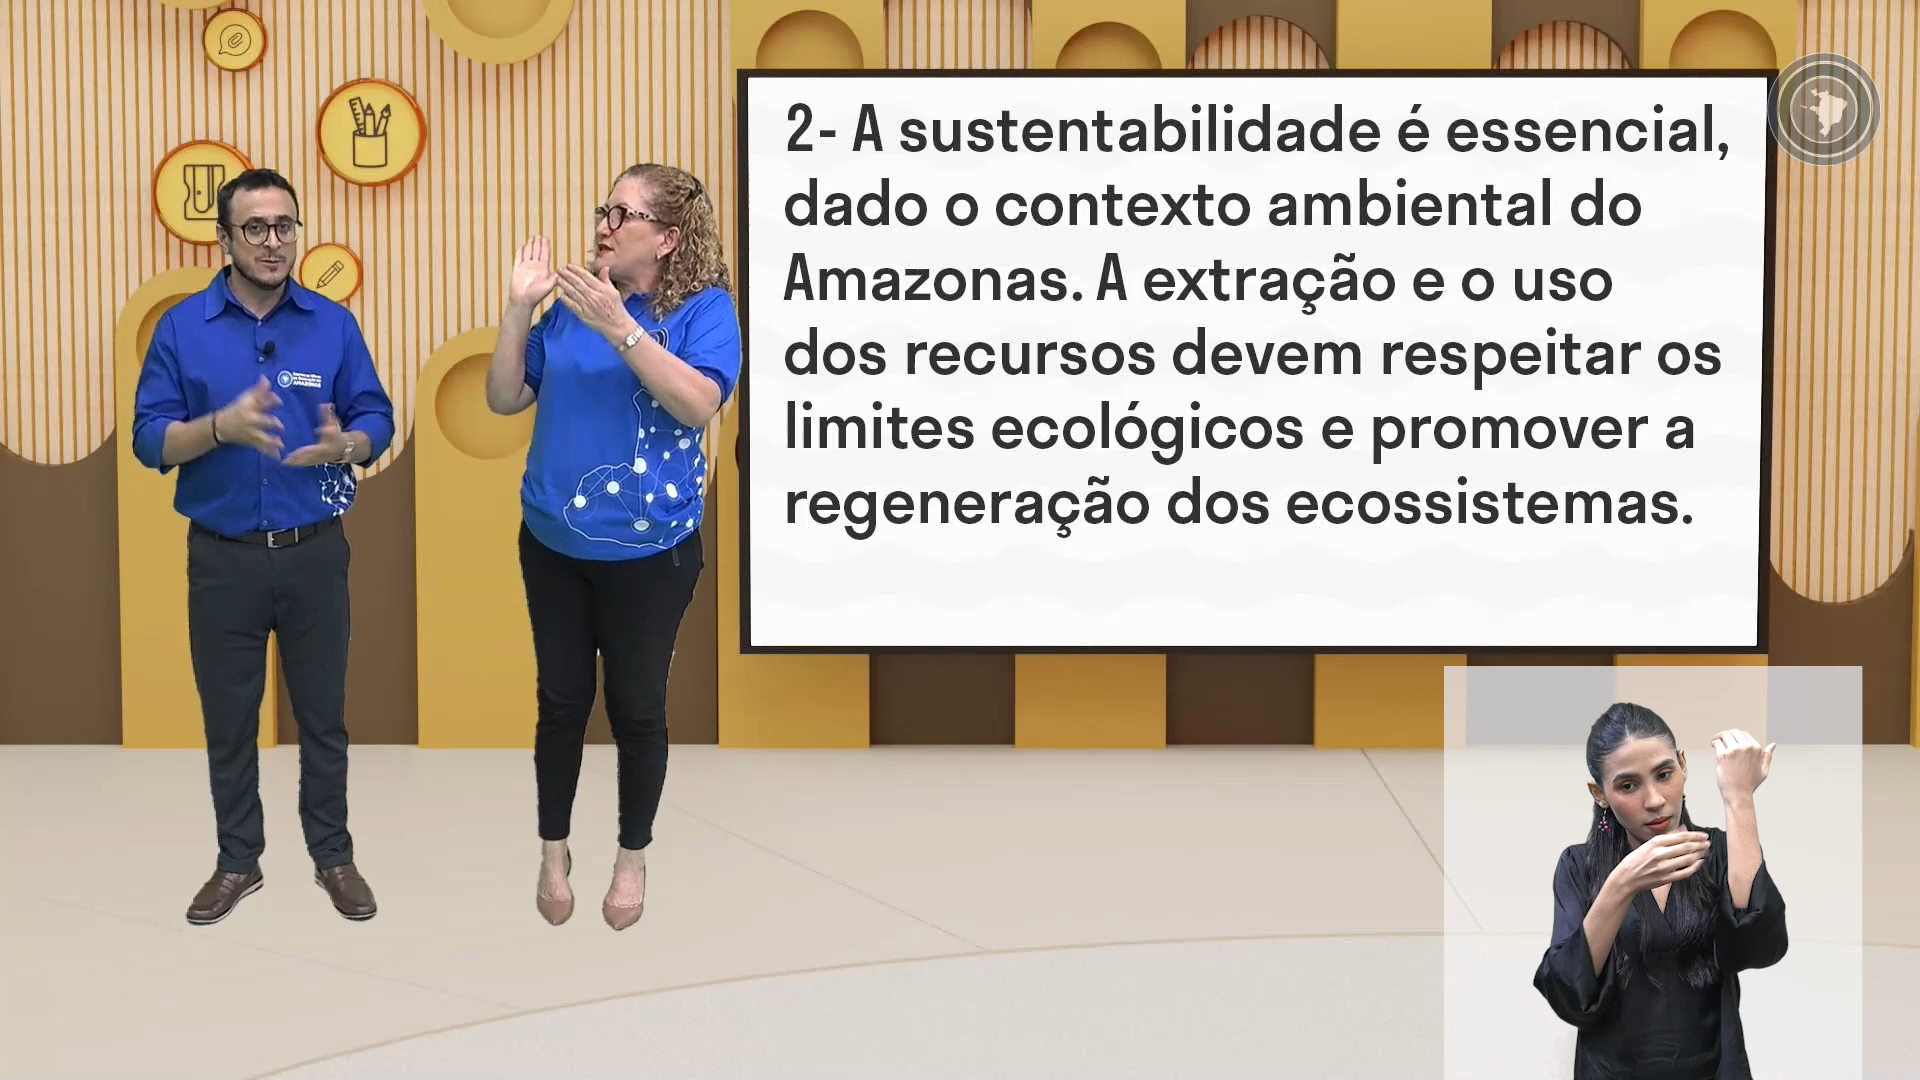 2- A sustentabilidade é essencial,
dado o contexto ambiental do
Amazonas. A extração e o uso
dos recursos devem respeitar os
limites ecológicos e promover a
regeneração dos ecossistemas.
AMAZONAS